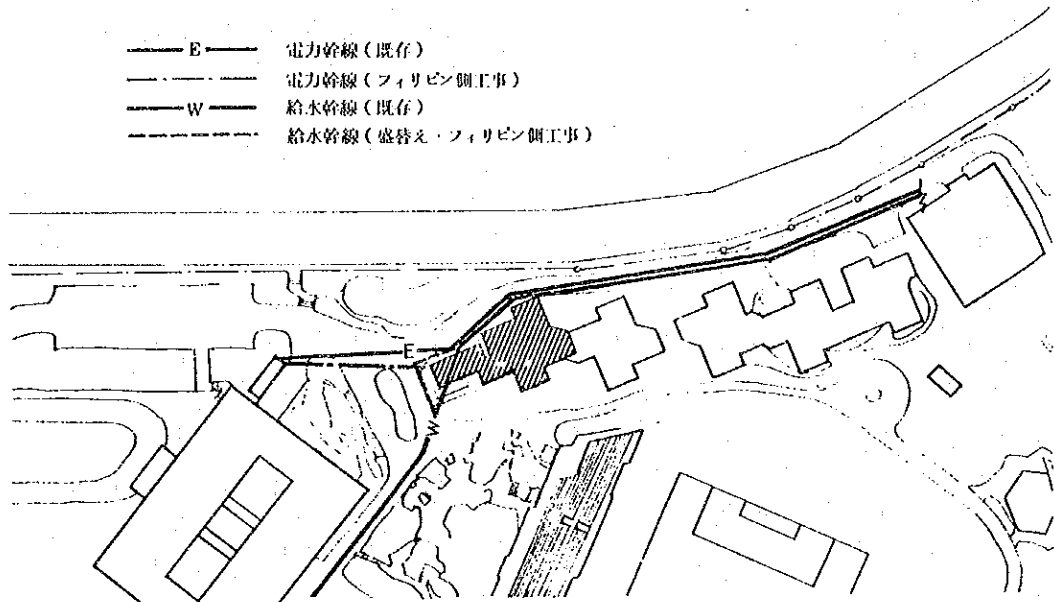 E 電力幹線(既存)
電力幹線(フィリピン側工事)
W 給水幹線(既存)
給水幹線(盛替え・フィリピン側工事)
E
W